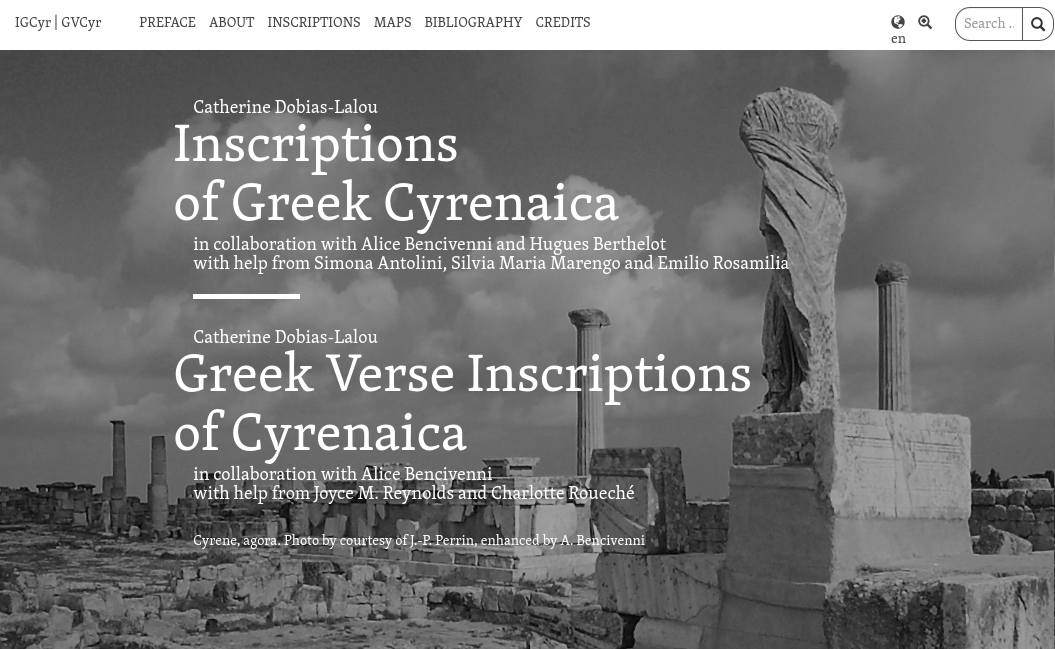 IGCyr | GVCyr PREFACE ABOUT INSCRIPTIONS MAPS BIBLIOGRAPHY CREDITS en Search ..
Catherine Dobias-Lalou
Inscriptions
of Greek Cyrenaica
in collaboration with Alice Bencivenni and Hugues Berthelot
with help from Simona Antolini, Silvia Maria Marengo and Emilio Rosamilia
Catherine Dobias-Lalou
Greek Verse Inscriptions
of Cyrenaica
in collaboration with Alice Bencivenni
with help from Joyce M. Reynolds and Charlotte Roueché
Cyrene, agora. Photo by courtesy of J.-P. Perrin, enhanced by A. Bencivenni